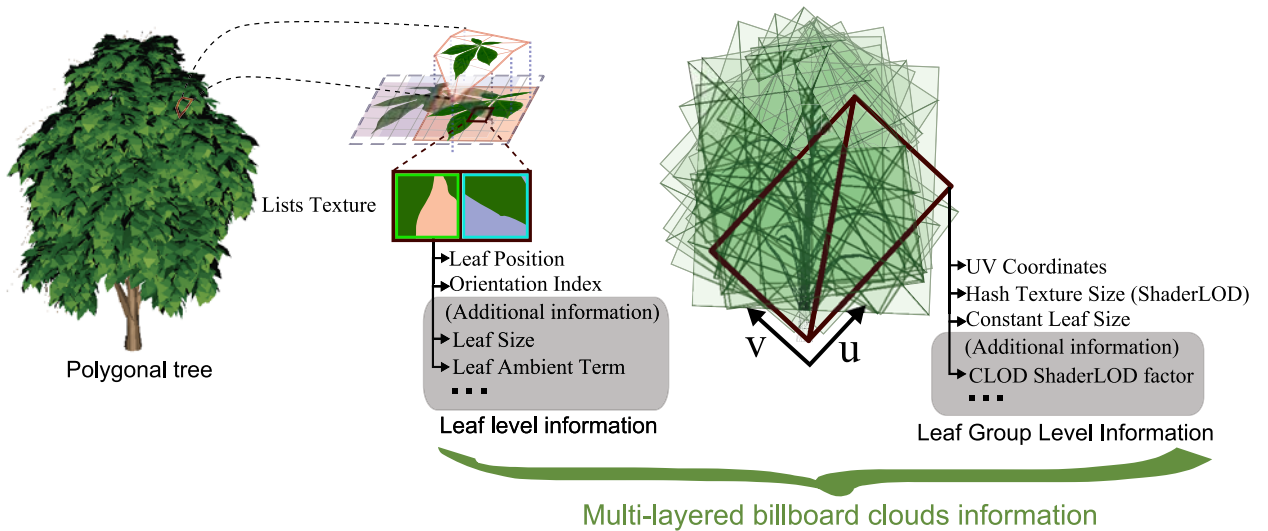 Polygonal tree
Lists Texture
Leaf Position
Orientation Index
(Additional information)
Leaf Size
Leaf Ambient Term
Leaf level information
v
u
UV Coordinates
Hash Texture Size (ShaderLOD)
Constant Leaf Size
(Additional information)
CLOD ShaderLOD factor
Leaf Group Level Information
Multi-layered billboard clouds information